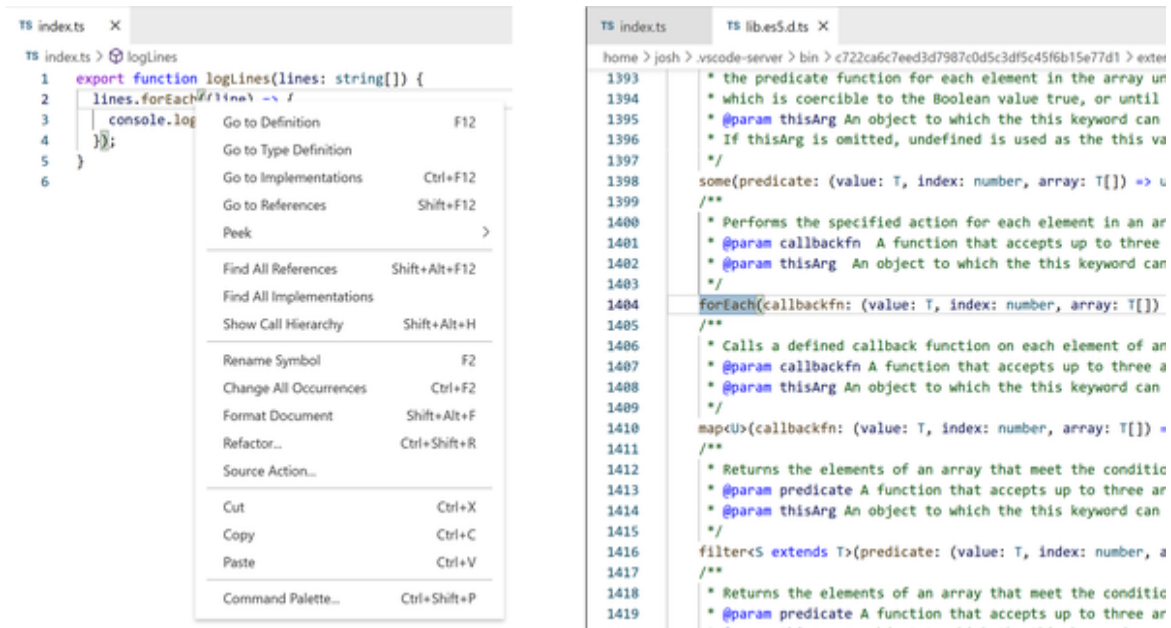 TS index.ts ×
TS index.ts > logLines
1 export function logLines(lines: string[]) {
2 lines.forEach((line) => {
3 console.log
4 });
5 }
6
Go to Definition F12
Go to Type Definition
Go to Implementations Ctrl+F12
Go to References Shift+F12
Peek >
Find All References Shift+Alt+F12
Find All Implementations
Show Call Hierarchy Shift+Alt+H
Rename Symbol F2
Change All Occurrences Ctrl+F2
Format Document Shift+Alt+F
Refactor... Ctrl+Shift+R
Source Action...
Cut Ctrl+X
Copy Ctrl+C
Paste Ctrl+V
Command Palette... Ctrl+Shift+P
TS index.ts TS lib.es5.d.ts ×
home > josh > .vscode-server > bin > c722ca6c7eed3d7987c0d5c3df5c45f6b15e77d1 > exter
1393 * the predicate function for each element in the array un
1394 * which is coercible to the Boolean value true, or until
1395 * @param thisArg An object to which the this keyword can
1396 * If thisArg is omitted, undefined is used as the this va
1397 */
1398 some(predicate: (value: T, index: number, array: T[]) => u
1399 /**
1400 * Performs the specified action for each element in an ar
1401 * @param callbackfn A function that accepts up to three
1402 * @param thisArg An object to which the this keyword can
1403 */
1404 forEach(callbackfn: (value: T, index: number, array: T[])
1405 /**
1406 * Calls a defined callback function on each element of an
1407 * @param callbackfn A function that accepts up to three a
1408 * @param thisArg An object to which the this keyword can
1409 */
1410 map<U>(callbackfn: (value: T, index: number, array: T[]) =
1411 /**
1412 * Returns the elements of an array that meet the conditio
1413 * @param predicate A function that accepts up to three ar
1414 * @param thisArg An object to which the this keyword can
1415 */
1416 filter<S extends T>(predicate: (value: T, index: number, a
1417 /**
1418 * Returns the elements of an array that meet the conditio
1419 * @param predicate A function that accepts up to three ar